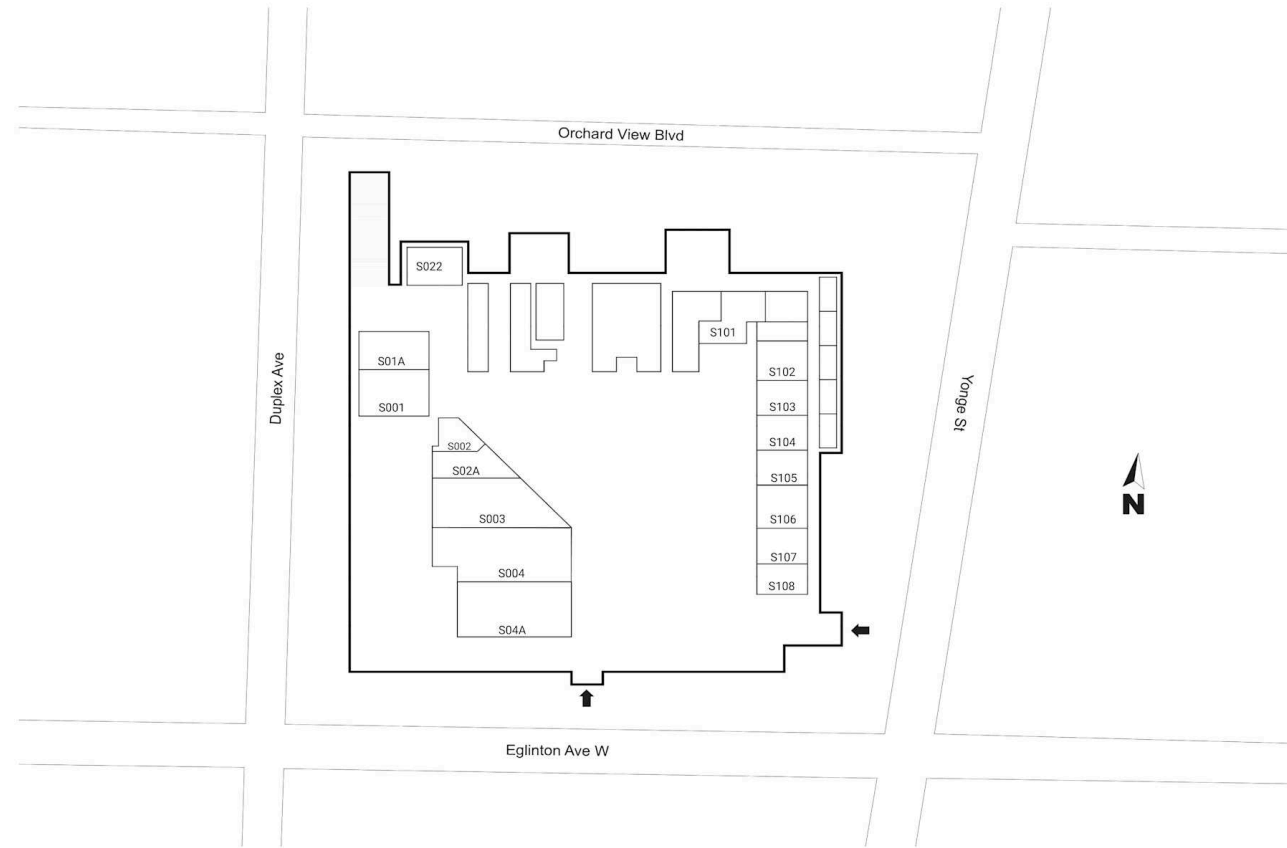 Orchard View Blvd
S022
S101
S01A
S102
S001
S103
Duplex Ave
Yonge St
S002
S104
S02A
S105
S003
S106
N
S004
S107
S108
S04A
Eglinton Ave W